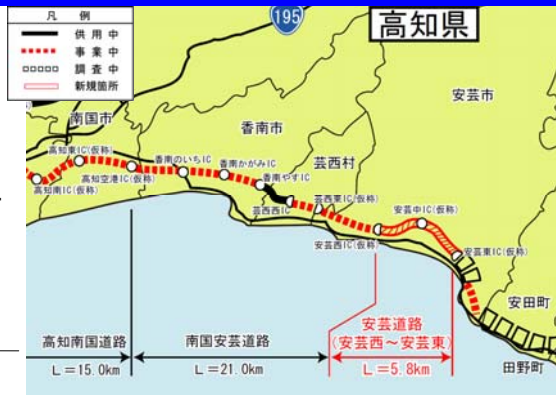 凡 例
供用中
事業中
調査中
新規箇所
195
高知県
安芸市
南国市
香南市
芸西村
高知東IC(仮称)
香南のいちIC
香南かがみIC
高知南IC(仮称)
高知空港IC(仮称)
香南やすIC
芸西西IC
芸西東IC(仮称)
安芸中IC(仮称)
安芸西IC(仮称)
安芸東IC(仮称)
安田町
田野町
高知南国道路
L=15.0km
南国安芸道路
L=21.0km
安芸道路
(安芸西～安芸東)
L=5.8km